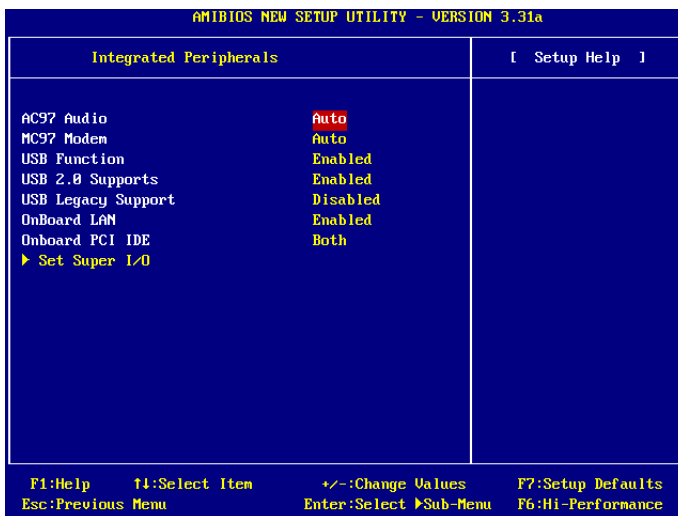 AMIBIOS NEW SETUP UTILITY - VERSION 3.31a
Integrated Peripherals
[ Setup Help ]
AC97 Audio Auto
MC97 Modem Auto
USB Function Enabled
USB 2.0 Supports Enabled
USB Legacy Support Disabled
OnBoard LAN Enabled
Onboard PCI IDE Both
▶ Set Super I/O
F1:Help ↑↓:Select Item +/-:Change Values F7:Setup Defaults
Esc:Previous Menu Enter:Select ▶Sub-Menu F6:Hi-Performance